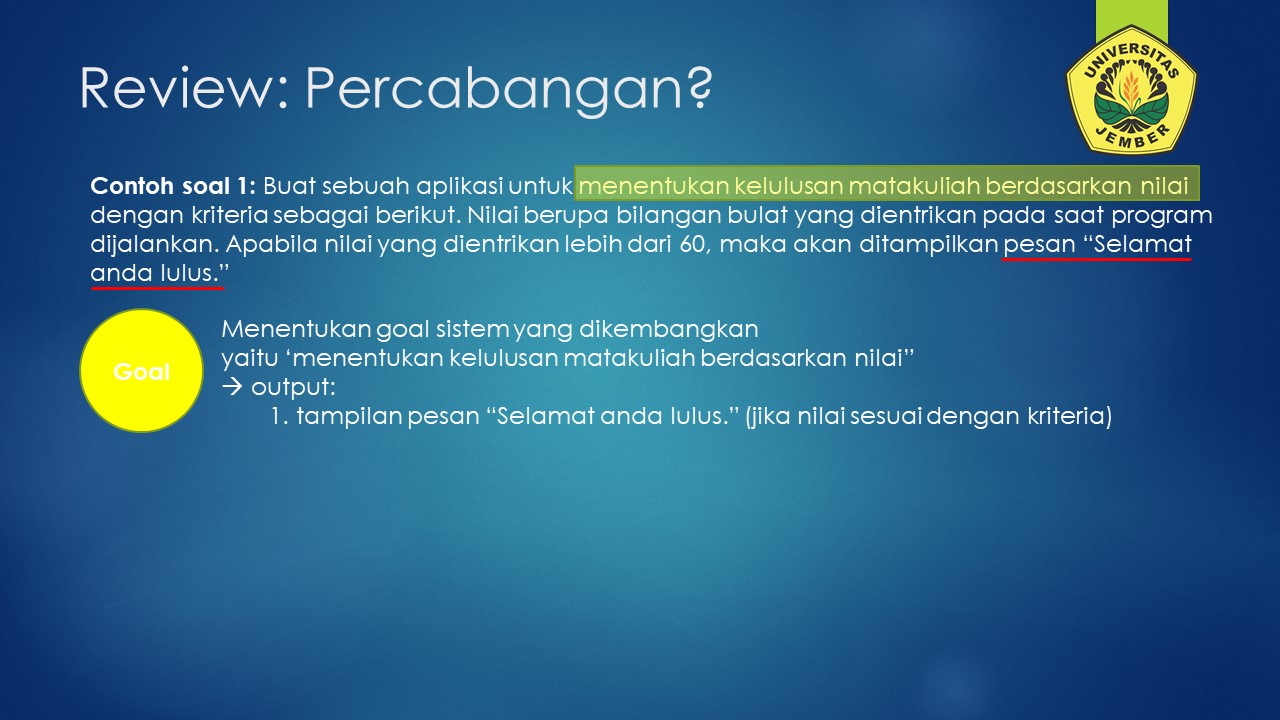 Review: Percabangan?
UNIVERSITAS
JEMBER
Contoh soal 1: Buat sebuah aplikasi untuk menentukan kelulusan matakuliah berdasarkan nilai
dengan kriteria sebagai berikut. Nilai berupa bilangan bulat yang dientrikan pada saat program
dijalankan. Apabila nilai yang dientrikan lebih dari 60, maka akan ditampilkan pesan “Selamat
anda lulus.”
Goal
Menentukan goal sistem yang dikembangkan
yaitu ‘menentukan kelulusan matakuliah berdasarkan nilai”
→ output:
1. tampilan pesan “Selamat anda lulus.” (jika nilai sesuai dengan kriteria)